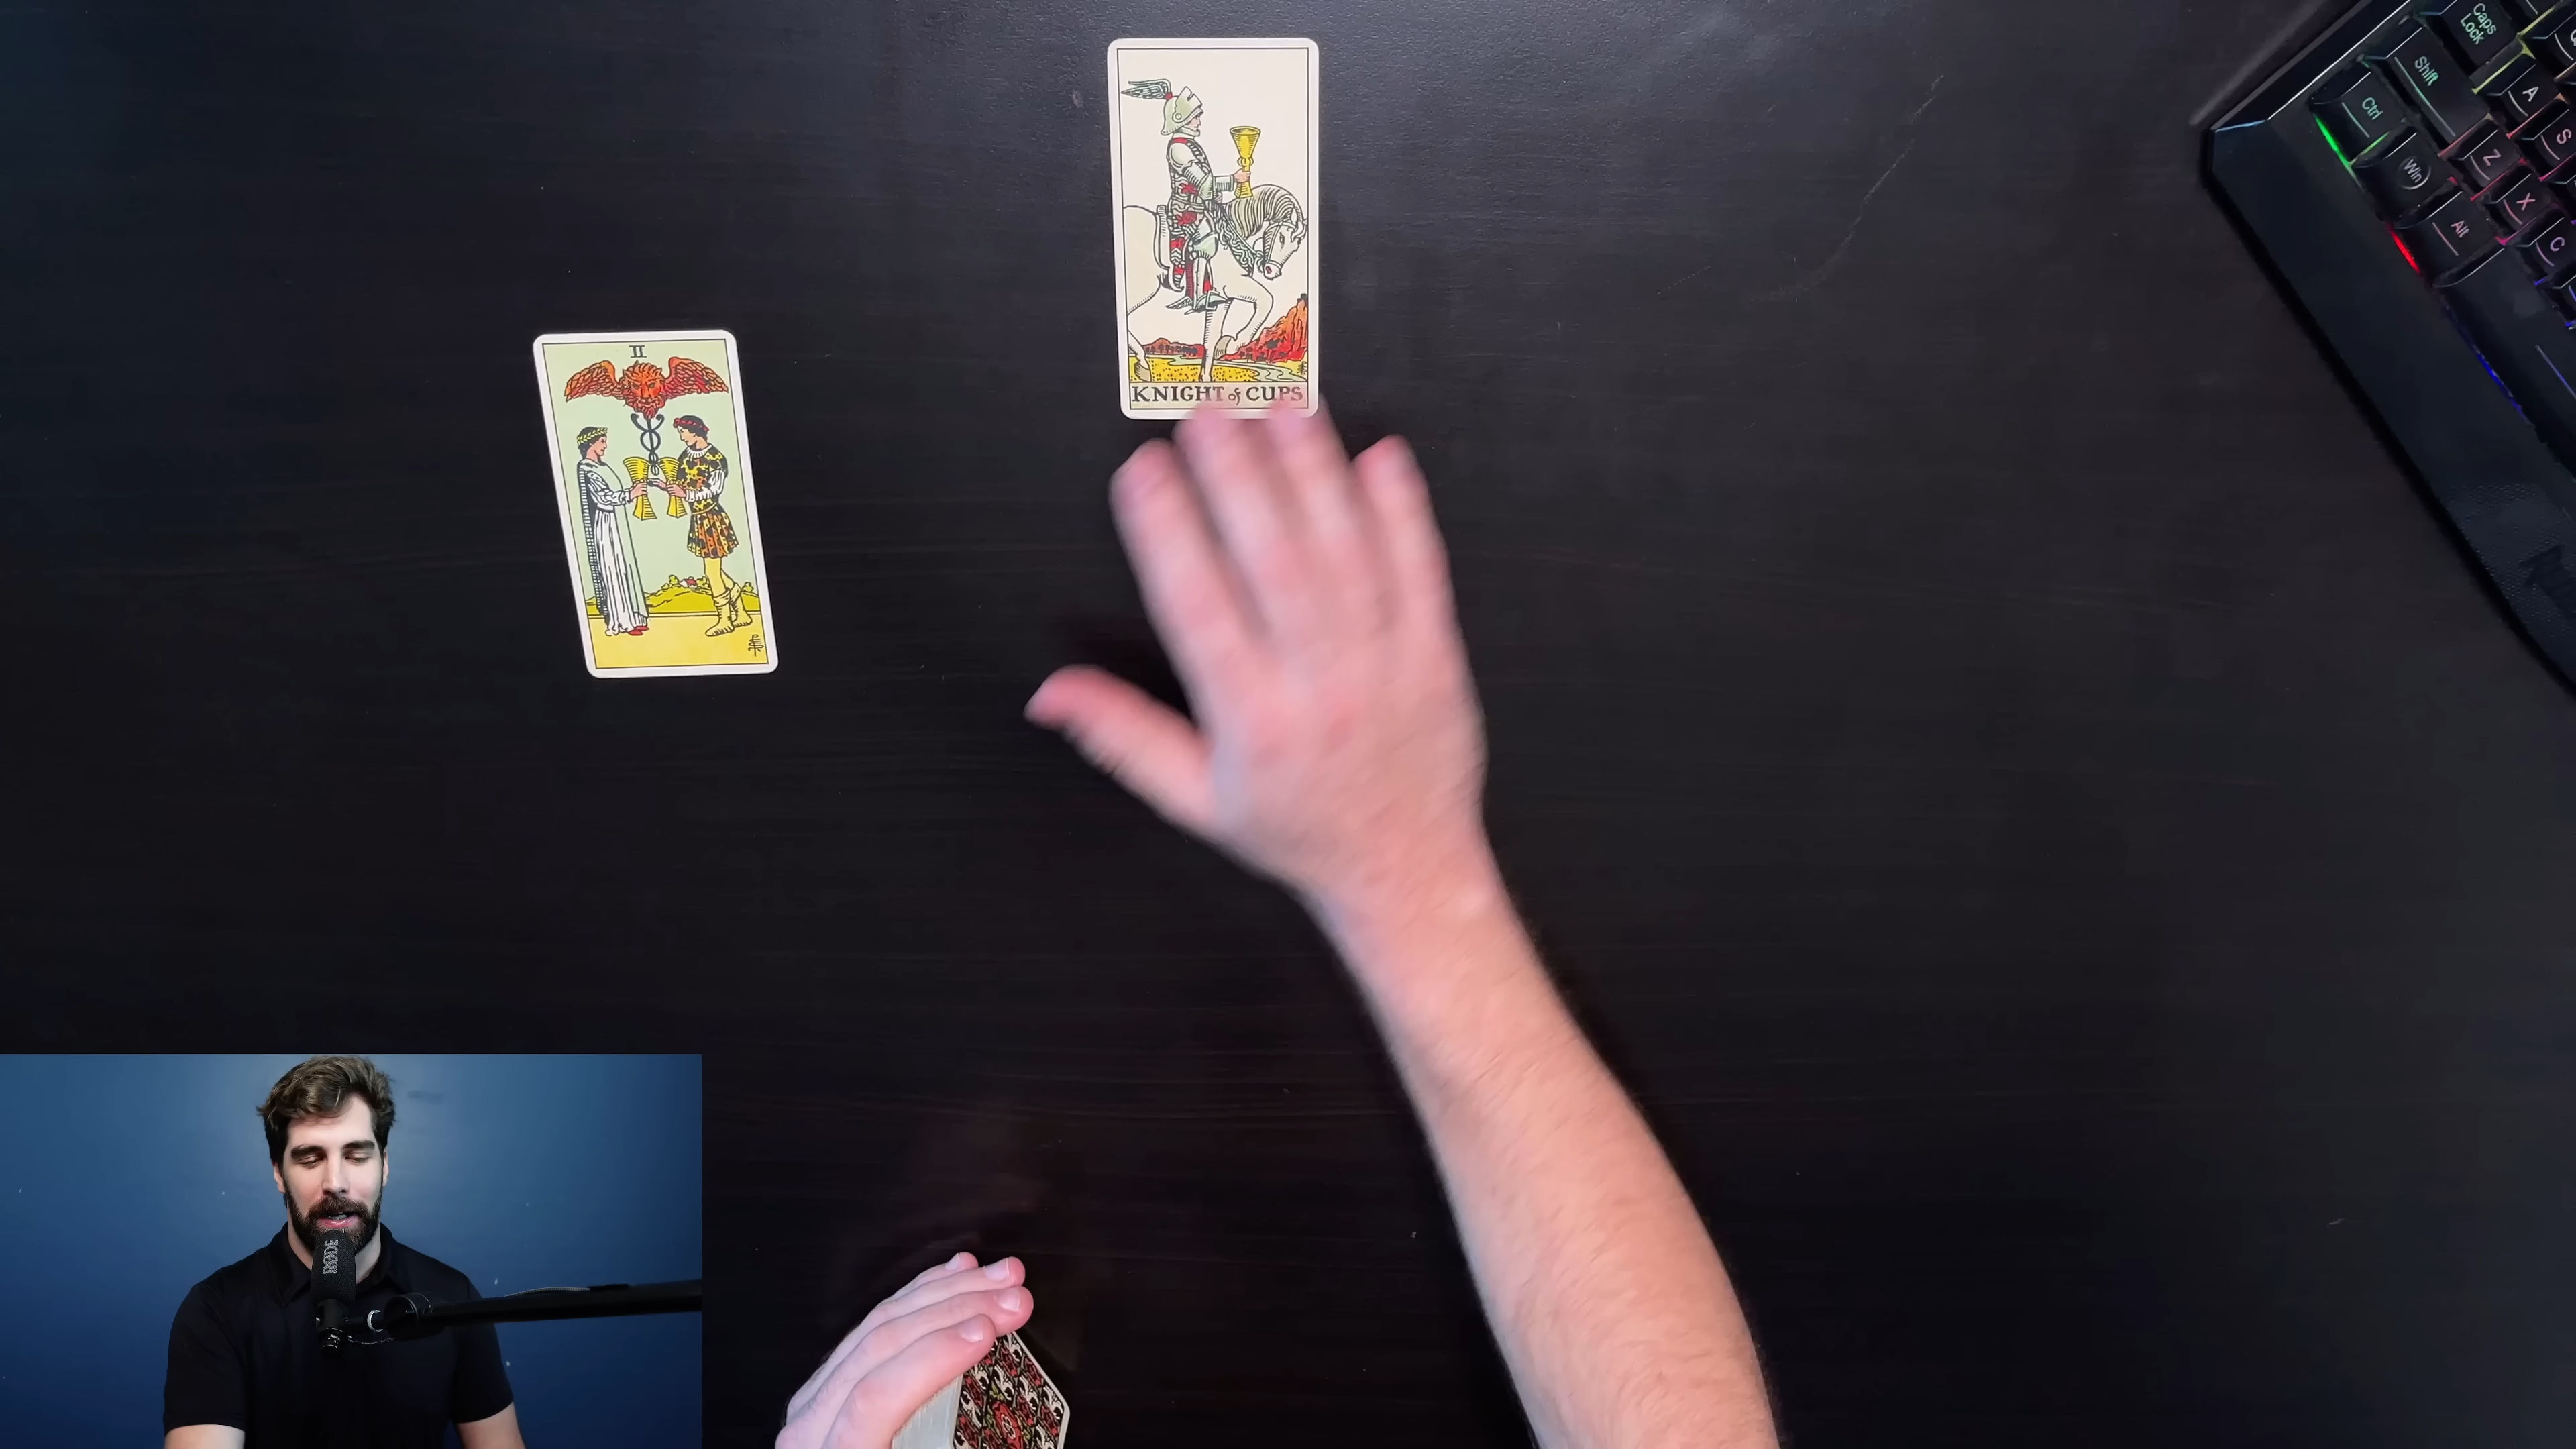 II
KNIGHT of CUPS
Caps
Lock
Shift
A
Ctrl
S
Z
Win
X
Alt
C
RØDE